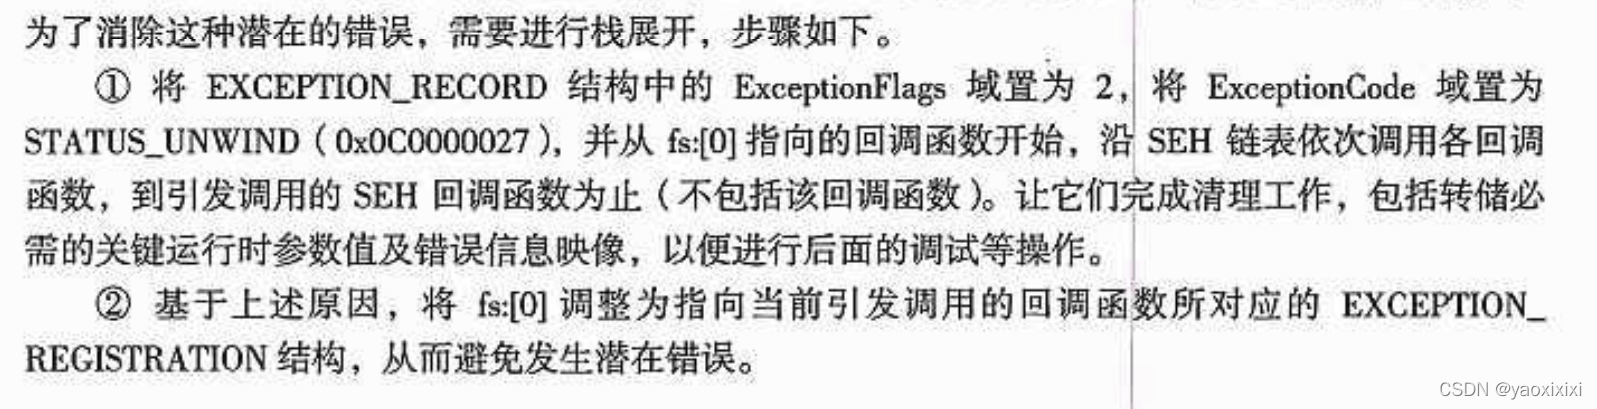 为了消除这种潜在的错误，需要进行栈展开，步骤如下。
① 将 EXCEPTION_RECORD 结构中的 ExceptionFlags 域置为 2，将 ExceptionCode 域置为
STATUS_UNWIND（0x0C0000027），并从 fs:[0] 指向的回调函数开始，沿 SEH 链表依次调用各回调
函数，到引发调用的 SEH 回调函数为止（不包括该回调函数）。让它们完成清理工作，包括转储必
需的关键运行时参数值及错误信息映像，以便进行后面的调试等操作。
② 基于上述原因，将 fs:[0] 调整为指向当前引发调用的回调函数所对应的 EXCEPTION_
REGISTRATION 结构，从而避免发生潜在错误。
CSDN @yaoxixixi